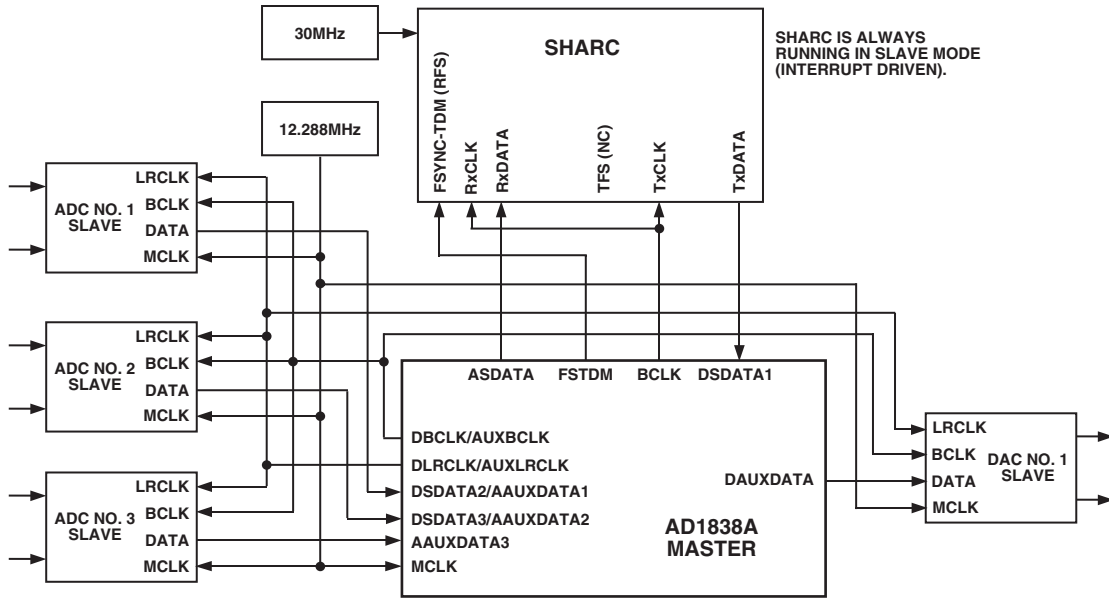 30MHz
SHARC
SHARC IS ALWAYS
RUNNING IN SLAVE MODE
(INTERRUPT DRIVEN).
12.288MHz
FSYNC-TDM (RFS)
RxCLK
RxDATA
TFS (NC)
TxCLK
TxDATA
ADC NO. 1
SLAVE
LRCLK
BCLK
DATA
MCLK
ADC NO. 2
SLAVE
LRCLK
BCLK
DATA
MCLK
ADC NO. 3
SLAVE
LRCLK
BCLK
DATA
MCLK
ASDATA FSTDM BCLK DSDATA1
DBCLK/AUXBCLK
DLRCLK/AUXLRCLK
DSDATA2/AAUXDATA1
DSDATA3/AAUXDATA2
AAUXDATA3
MCLK
DAUXDATA
AD1838A
MASTER
LRCLK
BCLK
DATA
MCLK
DAC NO. 1
SLAVE